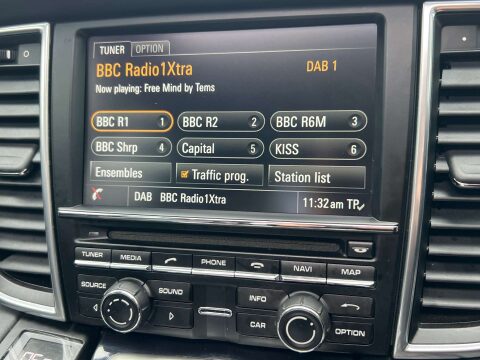 TUNER OPTION
BBC Radio1Xtra DAB 1
Now playing: Free Mind by Tems
BBC R1 1 BBC R2 2 BBC R6M 3
BBC Shrp 4 Capital 5 KISS 6
Ensembles Traffic prog. Station list
DAB BBC Radio1Xtra 11:32am TP
TUNER MEDIA PHONE NAVI MAP
SOURCE SOUND INFO
CAR OPTION